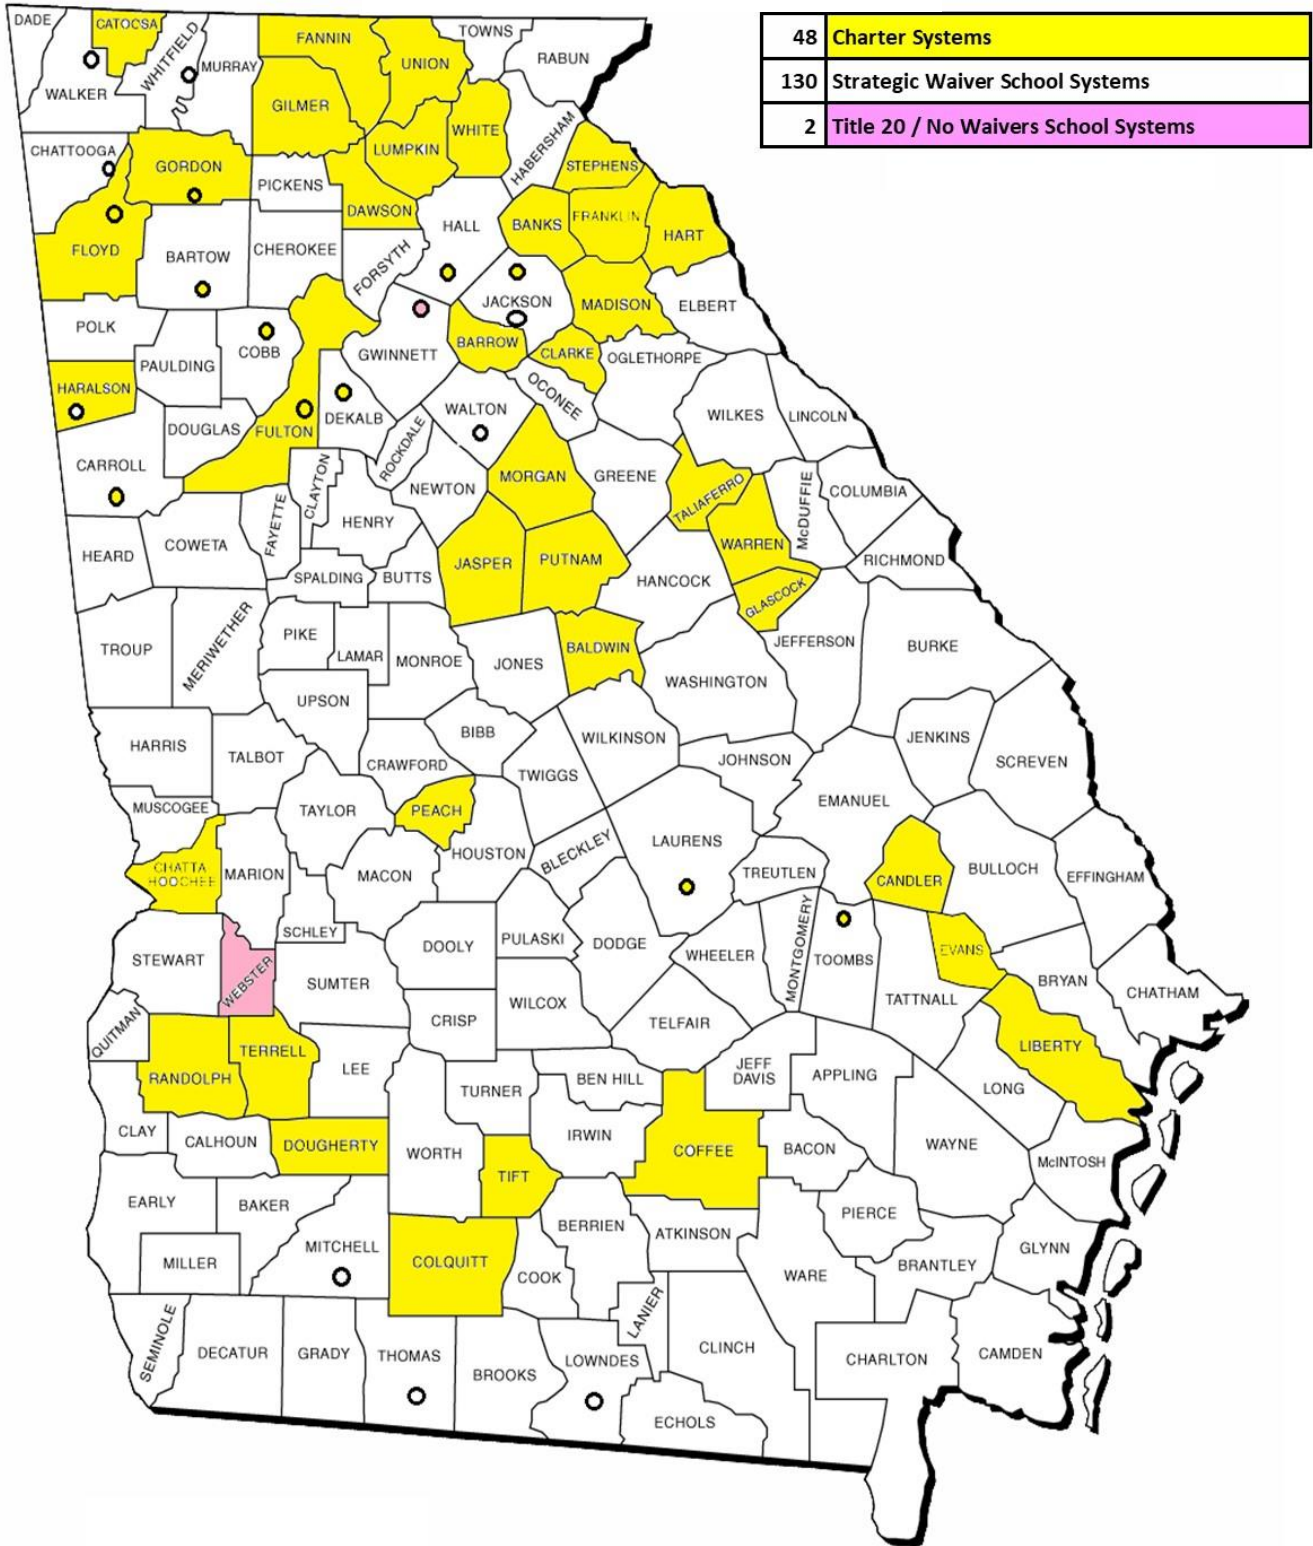 48 Charter Systems
130 Strategic Waiver School Systems
2 Title 20 / No Waivers School Systems
DADE
CATOOSA
WHITFIELD
MURRAY
WALKER
FANNIN
UNION
TOWNS
RABUN
GILMER
WHITE
LUMPKIN
HABERSHAM
STEPHENS
CHATTOOGA
GORDON
PICKENS
DAWSON
HALL
BANKS
FRANKLIN
HART
FLOYD
BARTOW
CHEROKEE
FORSYTH
JACKSON
MADISON
ELBERT
POLK
PAULDING
COBB
GWINNETT
BARROW
CLARKE
OGLETHORPE
HARALSON
DOUGLAS
FULTON
DEKALB
ROCKDALE
WALTON
OCONEE
WILKES
LINCOLN
CARROLL
CLAYTON
NEWTON
MORGAN
GREENE
TALIAFERRO
McDUFFIE
COLUMBIA
HEARD
COWETA
FAYETTE
HENRY
SPALDING
BUTTS
JASPER
PUTNAM
HANCOCK
WARREN
GLASCOCK
RICHMOND
TROUP
MERIWETHER
PIKE
LAMAR
MONROE
JONES
BALDWIN
WASHINGTON
JEFFERSON
BURKE
UPSON
HARRIS
TALBOT
CRAWFORD
BIBB
TWIGGS
WILKINSON
JOHNSON
JENKINS
SCREVEN
MUSCOGEE
TAYLOR
PEACH
HOUSTON
BLECKLEY
LAURENS
EMANUEL
CHATTA
HOOCHEE
MARION
MACON
TREUTLEN
CANDLER
BULLOCH
EFFINGHAM
STEWART
WEBSTER
SCHLEY
SUMTER
DOOLY
PULASKI
DODGE
WHEELER
MONTGOMERY
TOOMBS
TATTNALL
EVANS
BRYAN
CHATHAM
QUITMAN
CRISP
WILCOX
TELFAIR
RANDOLPH
TERRELL
LEE
TURNER
BEN HILL
JEFF
DAVIS
APPLING
LONG
LIBERTY
CLAY
CALHOUN
DOUGHERTY
WORTH
TIFT
IRWIN
COFFEE
BACON
WAYNE
McINTOSH
EARLY
BAKER
MITCHELL
COLQUITT
BERRIEN
ATKINSON
PIERCE
GLYNN
MILLER
COOK
WARE
BRANTLEY
SEMINOLE
DECATUR
GRADY
THOMAS
BROOKS
LOWNDES
LANIER
CLINCH
CHARLTON
CAMDEN
ECHOLS